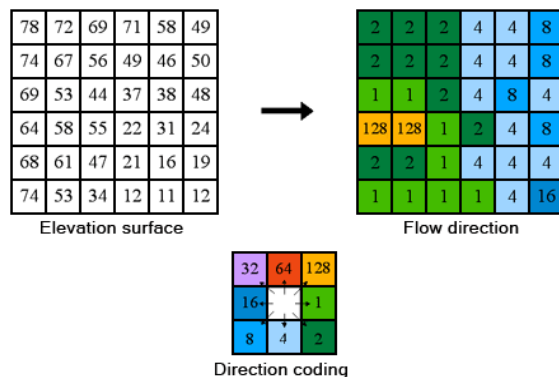 78 72 69 71 58 49
74 67 56 49 46 50
69 53 44 37 38 48
64 58 55 22 31 24
68 61 47 21 16 19
74 53 34 12 11 12
Elevation surface
2 2 2 4 4 8
2 2 2 4 4 8
1 1 2 4 8 4
128 128 1 2 4 8
2 2 1 4 4 4
1 1 1 1 4 16
Flow direction
32 64 128
16 1
8 4 2
Direction coding